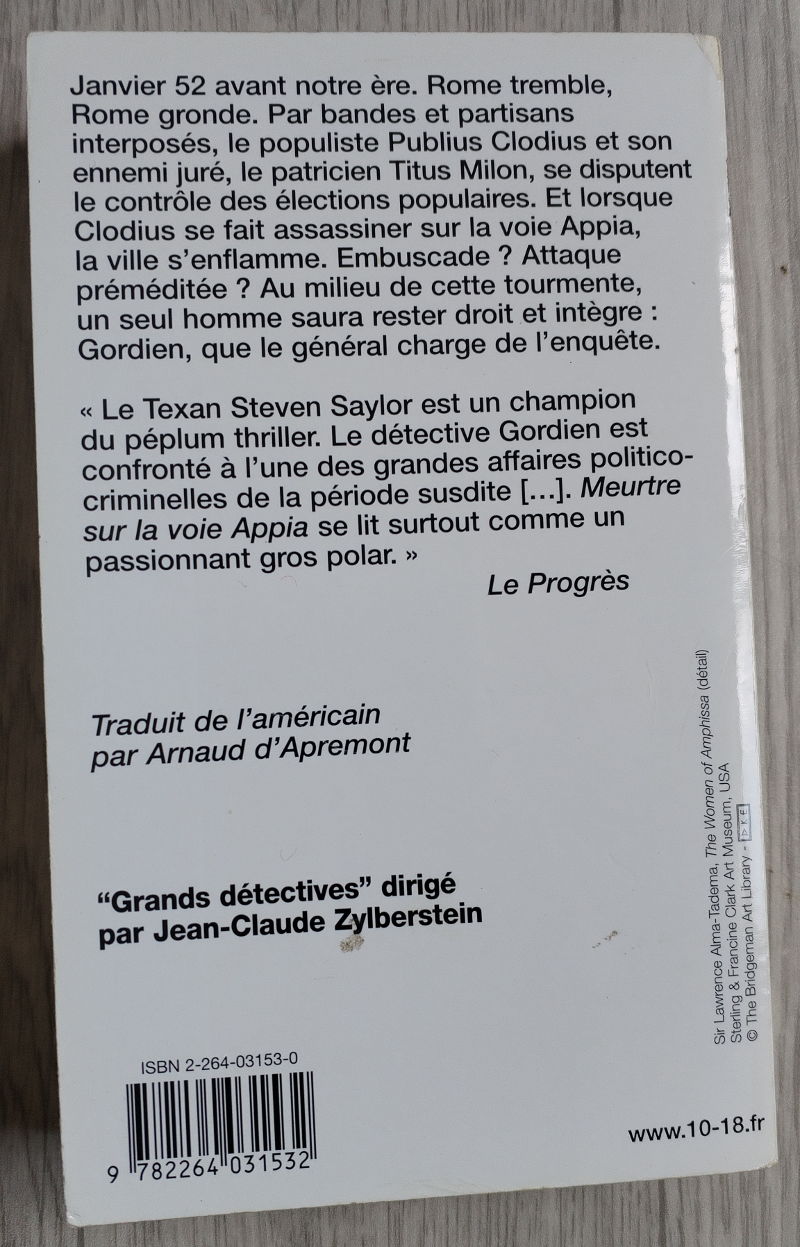 Janvier 52 avant notre ère. Rome tremble,
Rome gronde. Par bandes et partisans
interposés, le populiste Publius Clodius et son
ennemi juré, le patricien Titus Milon, se disputent
le contrôle des élections populaires. Et lorsque
Clodius se fait assassiner sur la voie Appia,
la ville s’enflamme. Embuscade ? Attaque
préméditée ? Au milieu de cette tourmente,
un seul homme saura rester droit et intègre :
Gordien, que le général charge de l’enquête.
« Le Texan Steven Saylor est un champion
du péplum thriller. Le détective Gordien est
confronté à l’une des grandes affaires politico-
criminelles de la période susdite […]. Meurtre
sur la voie Appia se lit surtout comme un
passionnant gros polar. »
Le Progrès
Traduit de l’américain
par Arnaud d’Apremont
“Grands détectives” dirigé
par Jean-Claude Zylberstein
Sir Lawrence Alma-Tadema, The Women of Amphissa (détail)
Sterling & Francine Clark Art Museum, USA
© The Bridgeman Art Library -
ISBN 2-264-03153-0
9 782264 031532
www.10-18.fr